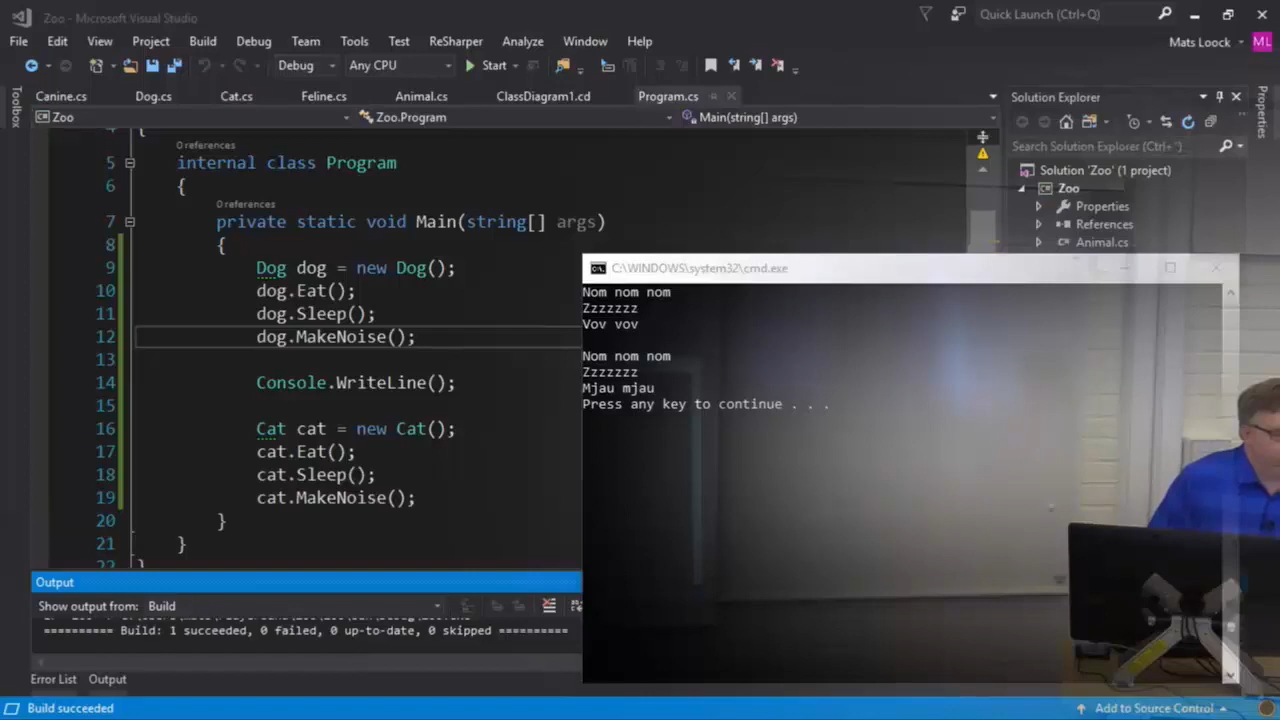 Zoo - Microsoft Visual Studio
Quick Launch (Ctrl+Q)
File Edit View Project Build Debug Team Tools Test ReSharper Analyze Window Help
Mats Loock ML
Debug Any CPU Start
Toolbox
Canine.cs Dog.cs Cat.cs Feline.cs Animal.cs ClassDiagram1.cd Program.cs
Zoo Zoo.Program Main(string[] args)
Solution Explorer
Search Solution Explorer (Ctrl+¨)
Solution 'Zoo' (1 project)
Zoo
Properties
References
Animal.cs
Properties
4 {
0 references
5 internal class Program
6 {
0 references
7 private static void Main(string[] args)
8 {
9 Dog dog = new Dog();
10 dog.Eat();
11 dog.Sleep();
12 dog.MakeNoise();
13
14 Console.WriteLine();
15
16 Cat cat = new Cat();
17 cat.Eat();
18 cat.Sleep();
19 cat.MakeNoise();
20 }
21 }
22 }
C:\WINDOWS\system32\cmd.exe
Nom nom nom
Zzzzzzz
Vov vov
Nom nom nom
Zzzzzzz
Mjau mjau
Press any key to continue . . .
Output
Show output from: Build
========== Build: 1 succeeded, 0 failed, 0 up-to-date, 0 skipped ==========
Error List Output
Build succeeded
Add to Source Control